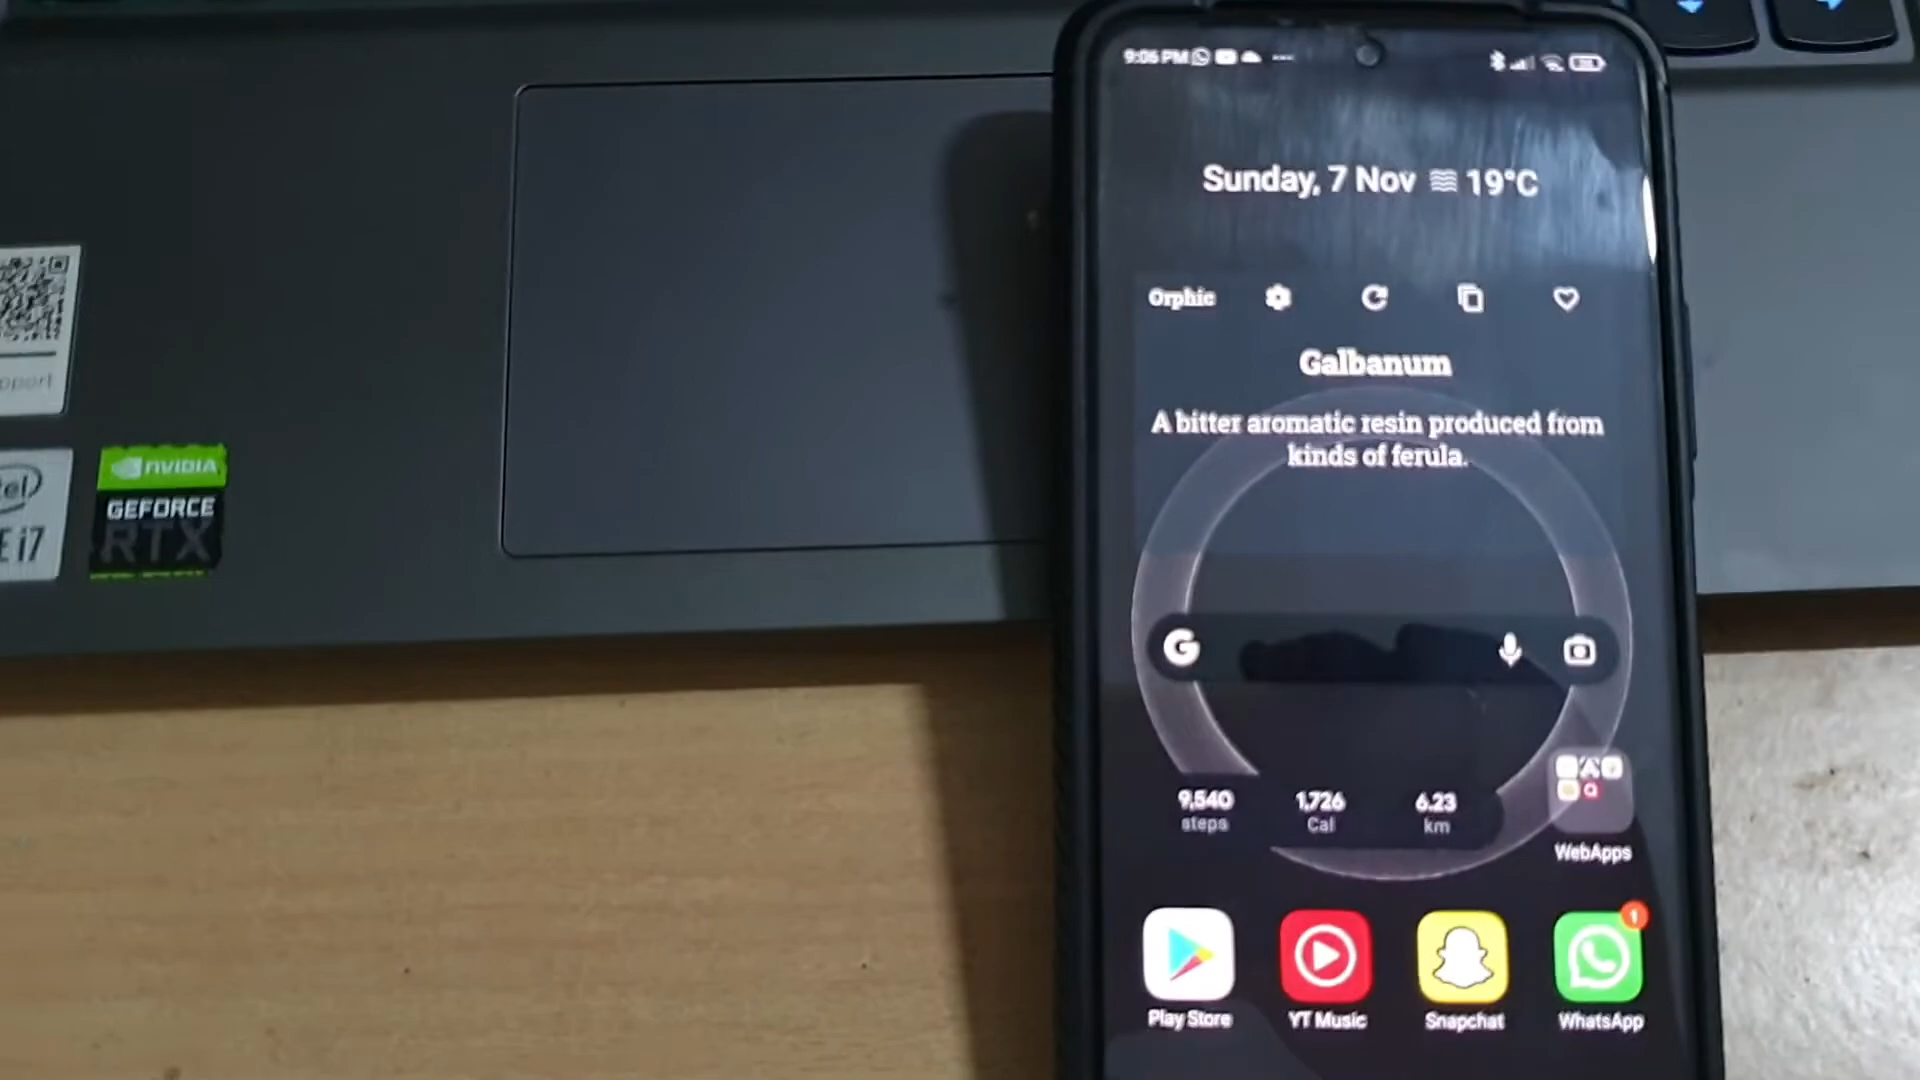 9:06 PM
Sunday, 7 Nov 19°C
Orphic
Galbanum
A bitter aromatic resin produced from
kinds of ferula.
G
9,540 1,726 6.23
steps Cal km
WebApps
1
Play Store YT Music Snapchat WhatsApp
pport
tel
E i7
NVIDIA
GEFORCE
RTX